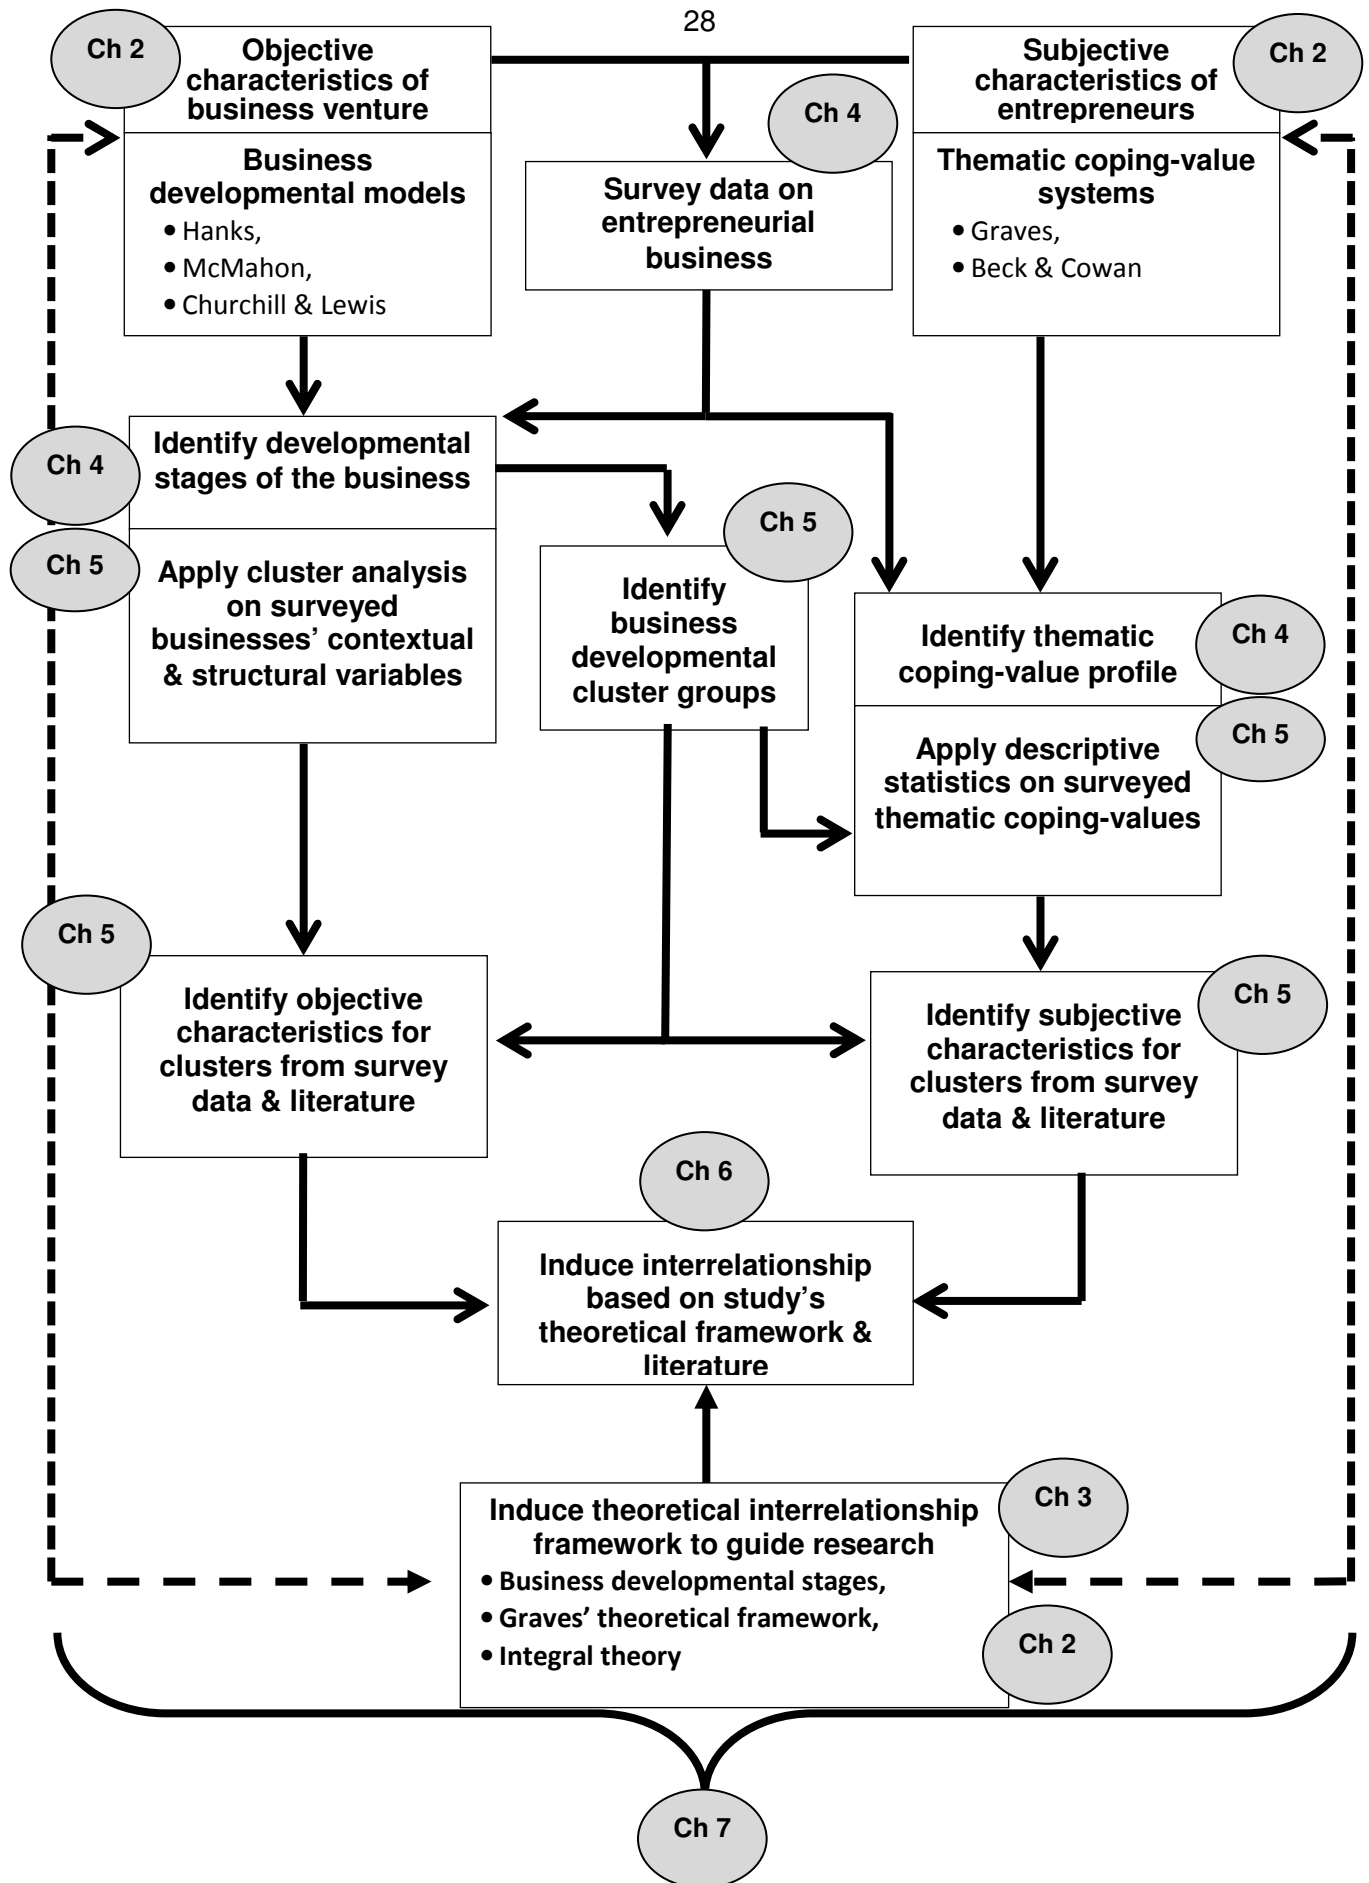 28
Ch 2
Objective
characteristics of
business venture
Subjective
characteristics of
entrepreneurs
Ch 2
Ch 4
Business
developmental models
• Hanks,
• McMahon,
• Churchill & Lewis
Survey data on
entrepreneurial
business
Thematic coping-value
systems
• Graves,
• Beck & Cowan
Ch 4
Identify developmental
stages of the business
Ch 5
Apply cluster analysis
on surveyed
businesses’ contextual
& structural variables
Ch 5
Identify
business
developmental
cluster groups
Identify thematic
coping-value profile
Ch 4
Apply descriptive
statistics on surveyed
thematic coping-values
Ch 5
Ch 5
Identify objective
characteristics for
clusters from survey
data & literature
Identify subjective
characteristics for
clusters from survey
data & literature
Ch 5
Ch 6
Induce interrelationship
based on study’s
theoretical framework &
literature
Induce theoretical interrelationship
framework to guide research
• Business developmental stages,
• Graves’ theoretical framework,
• Integral theory
Ch 3
Ch 2
Ch 7